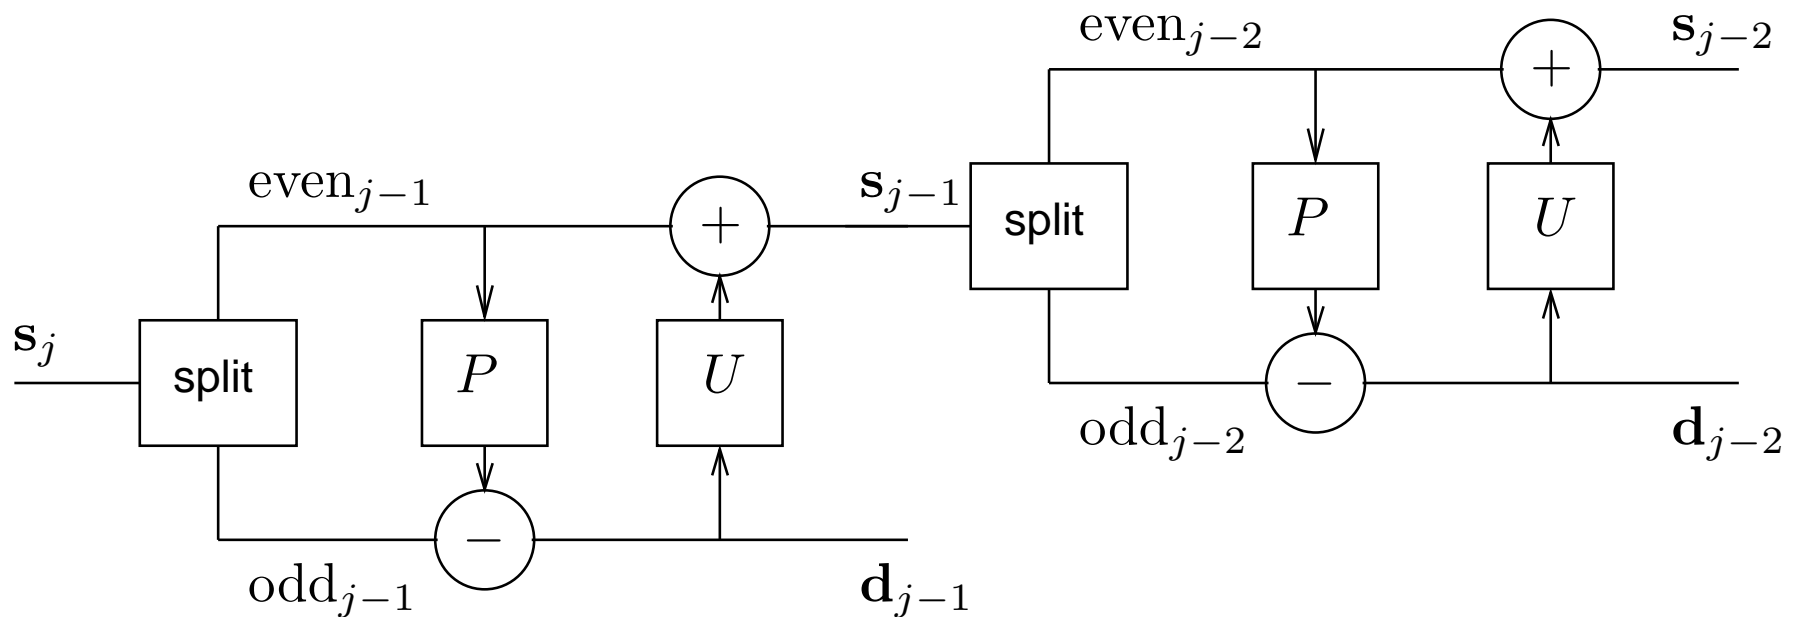 even_{j-2}
s_{j-2}
+
even_{j-1}
s_{j-1}
+
split
P
U
s_j
split
P
U
−
odd_{j-2}
d_{j-2}
−
odd_{j-1}
d_{j-1}